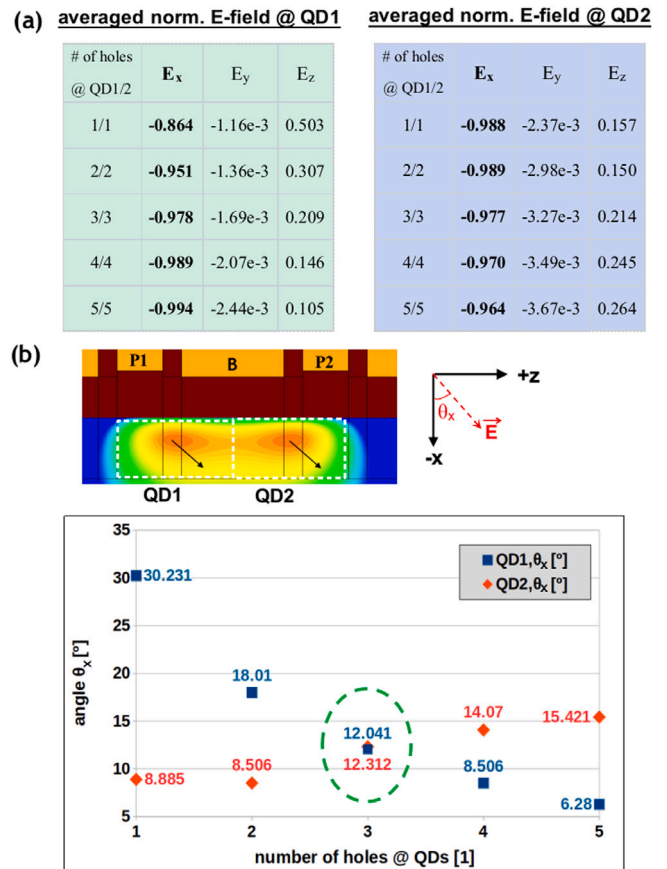 (a)
averaged norm. E-field @ QD1
# of holes @ QD1/2 Ex Ey Ez
1/1 -0.864 -1.16e-3 0.503
2/2 -0.951 -1.36e-3 0.307
3/3 -0.978 -1.69e-3 0.209
4/4 -0.989 -2.07e-3 0.146
5/5 -0.994 -2.44e-3 0.105
averaged norm. E-field @ QD2
# of holes @ QD1/2 Ex Ey Ez
1/1 -0.988 -2.37e-3 0.157
2/2 -0.989 -2.98e-3 0.150
3/3 -0.977 -3.27e-3 0.214
4/4 -0.970 -3.49e-3 0.245
5/5 -0.964 -3.67e-3 0.264
(b)
P1 B P2
QD1 QD2
+z
θx
E
-x
35
30
25
20
15
10
5
angle θx [º]
QD1,θx [º]
QD2,θx [º]
30.231
18.01
12.041
8.506
6.28
8.885
8.506
12.312
14.07
15.421
1 2 3 4 5
number of holes @ QDs [1]